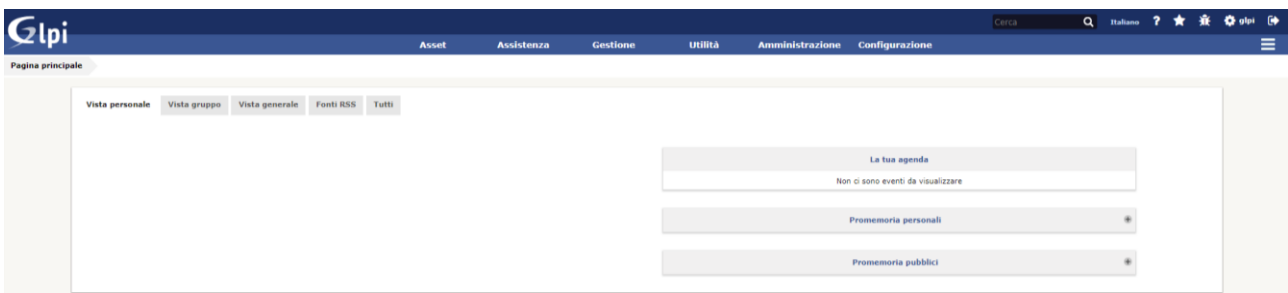 Glpi
Cerca Italiano ? glpi
Asset Assistenza Gestione Utilità Amministrazione Configurazione
Pagina principale
Vista personale Vista gruppo Vista generale Fonti RSS Tutti
La tua agenda
Non ci sono eventi da visualizzare
Promemoria personali
Promemoria pubblici